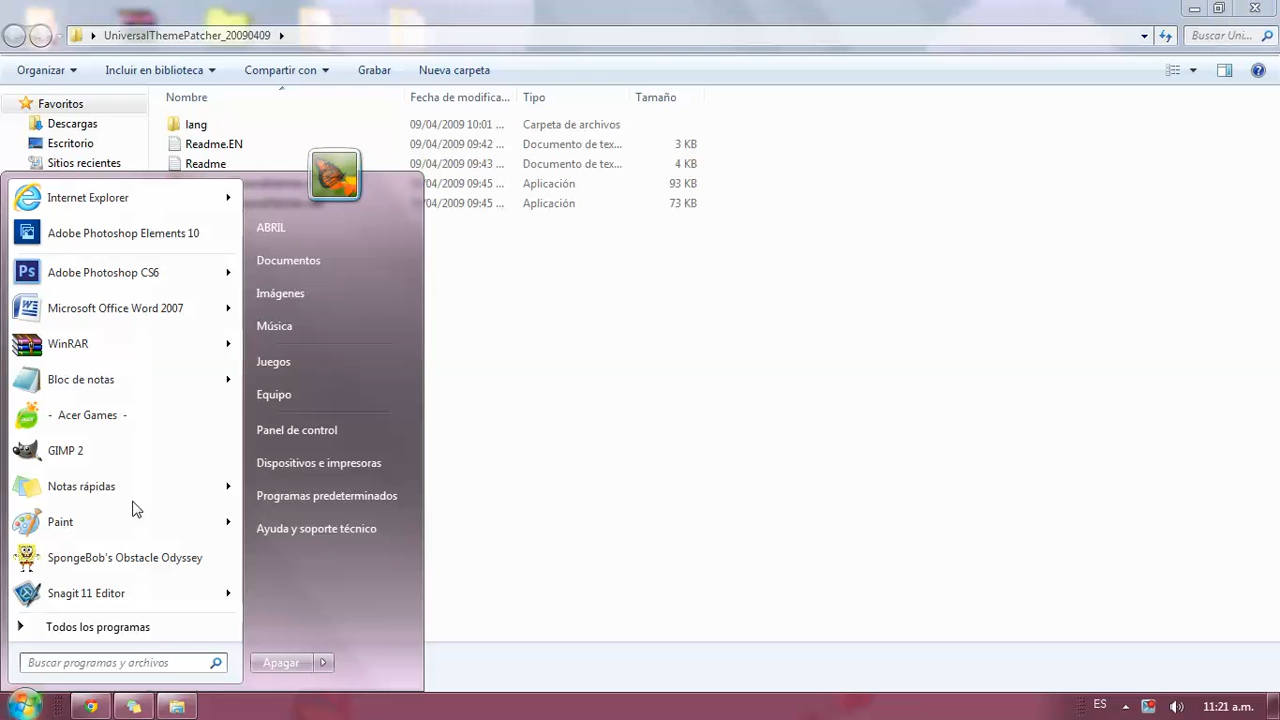 UniversalThemePatcher_20090409
Buscar Uni...
Organizar
Incluir en biblioteca
Compartir con
Grabar
Nueva carpeta
Favoritos
Descargas
Escritorio
Sitios recientes
Nombre
Fecha de modifica...
Tipo
Tamaño
lang
09/04/2009 10:01 ...
Carpeta de archivos
Readme.EN
09/04/2009 09:42 ...
Documento de tex...
3 KB
Readme
09/04/2009 09:43 ...
Documento de tex...
4 KB
/04/2009 09:45 ...
Aplicación
93 KB
/04/2009 09:45 ...
Aplicación
73 KB
Internet Explorer
Adobe Photoshop Elements 10
Adobe Photoshop CS6
Microsoft Office Word 2007
WinRAR
Bloc de notas
- Acer Games -
GIMP 2
Notas rápidas
Paint
SpongeBob's Obstacle Odyssey
Snagit 11 Editor
Todos los programas
Buscar programas y archivos
ABRIL
Documentos
Imágenes
Música
Juegos
Equipo
Panel de control
Dispositivos e impresoras
Programas predeterminados
Ayuda y soporte técnico
Apagar
ES
11:21 a.m.